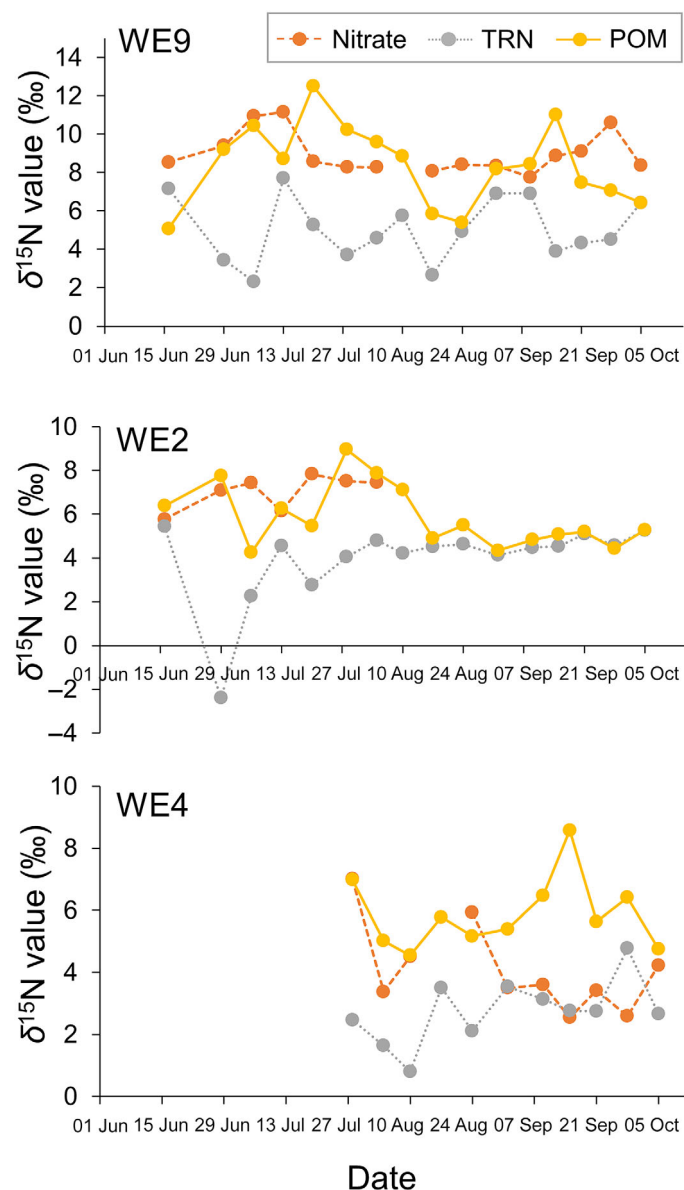 WE9
Nitrate TRN POM
δ15N value (‰)
14
12
10
8
6
4
2
0
01 Jun 15 Jun 29 Jun 13 Jul 27 Jul 10 Aug 24 Aug 07 Sep 21 Sep 05 Oct
WE2
δ15N value (‰)
10
8
6
4
2
0
01 Jun 15 Jun 29 Jun 13 Jul 27 Jul 10 Aug 24 Aug 07 Sep 21 Sep 05 Oct
–2
–4
WE4
δ15N value (‰)
10
8
6
4
2
0
01 Jun 15 Jun 29 Jun 13 Jul 27 Jul 10 Aug 24 Aug 07 Sep 21 Sep 05 Oct
Date